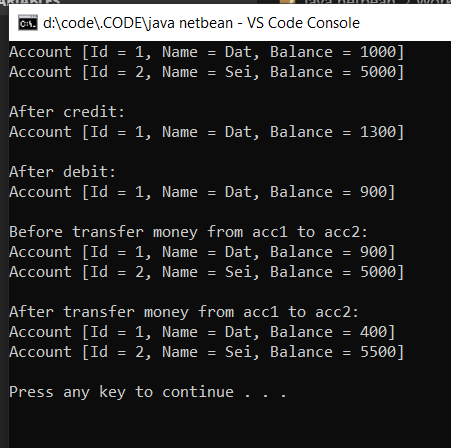 d:\code\.CODE\java netbean - VS Code Console
Account [Id = 1, Name = Dat, Balance = 1000]
Account [Id = 2, Name = Sei, Balance = 5000]
After credit:
Account [Id = 1, Name = Dat, Balance = 1300]
After debit:
Account [Id = 1, Name = Dat, Balance = 900]
Before transfer money from acc1 to acc2:
Account [Id = 1, Name = Dat, Balance = 900]
Account [Id = 2, Name = Sei, Balance = 5000]
After transfer money from acc1 to acc2:
Account [Id = 1, Name = Dat, Balance = 400]
Account [Id = 2, Name = Sei, Balance = 5500]
Press any key to continue . . .